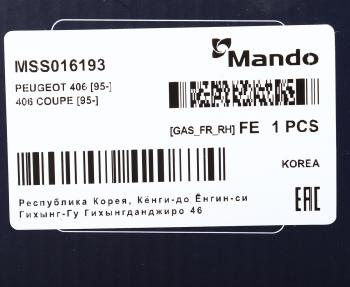 Mando
MSS016193
PEUGEOT 406 [95-]
406 COUPE [95-]
[GAS_FR_RH] FE 1 PCS
KOREA
EAC
Республика Корея, Кёнги-до Ёнгин-си
Гихынг-Гу Гихынгданджиро 46